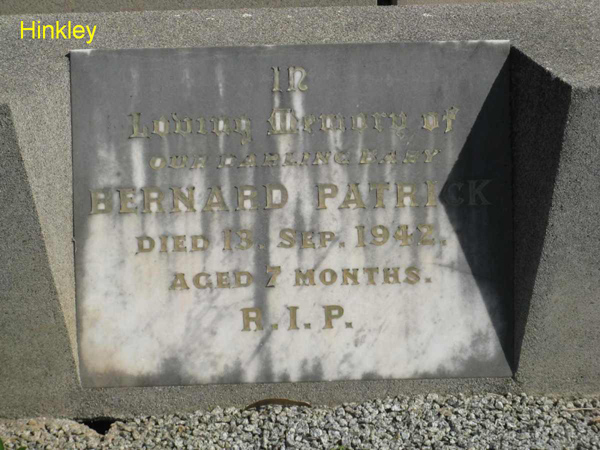 Hinkley
IN
Loving Memory of
OUR DARLING BABY
BERNARD PATRICK
DIED 13. SEP. 1942.
AGED 7 MONTHS.
R.I.P.